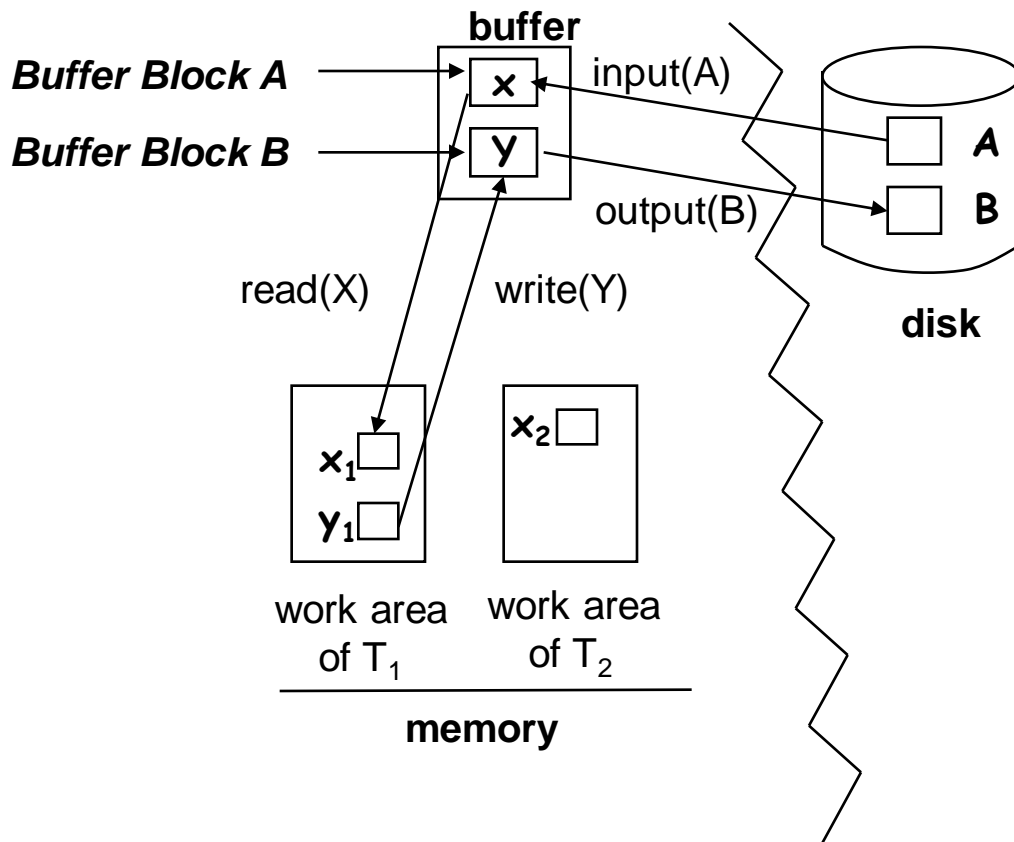 buffer
Buffer Block A
x
input(A)
A
Buffer Block B
Y
output(B)
B
read(X)
write(Y)
disk
x₁
y₁
x₂
work area
of T₁
work area
of T₂
memory